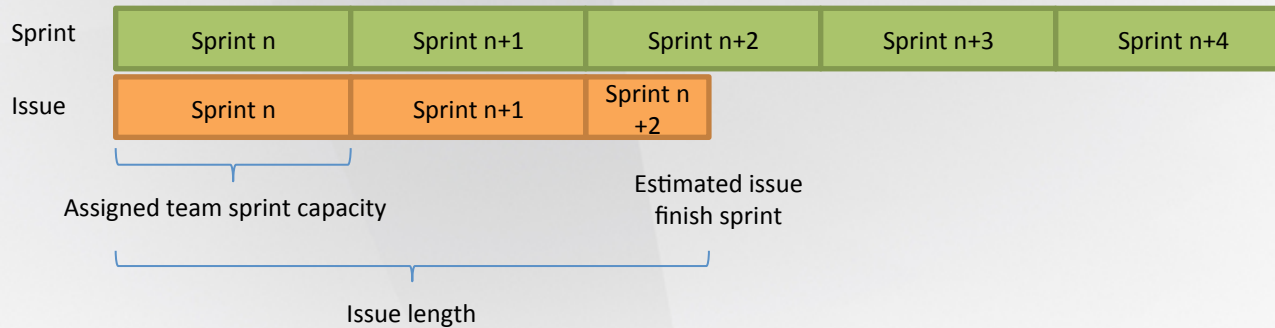 Sprint
Sprint n
Sprint n+1
Sprint n+2
Sprint n+3
Sprint n+4
Issue
Sprint n
Sprint n+1
Sprint n
+2
Assigned team sprint capacity
Estimated issue
finish sprint
Issue length